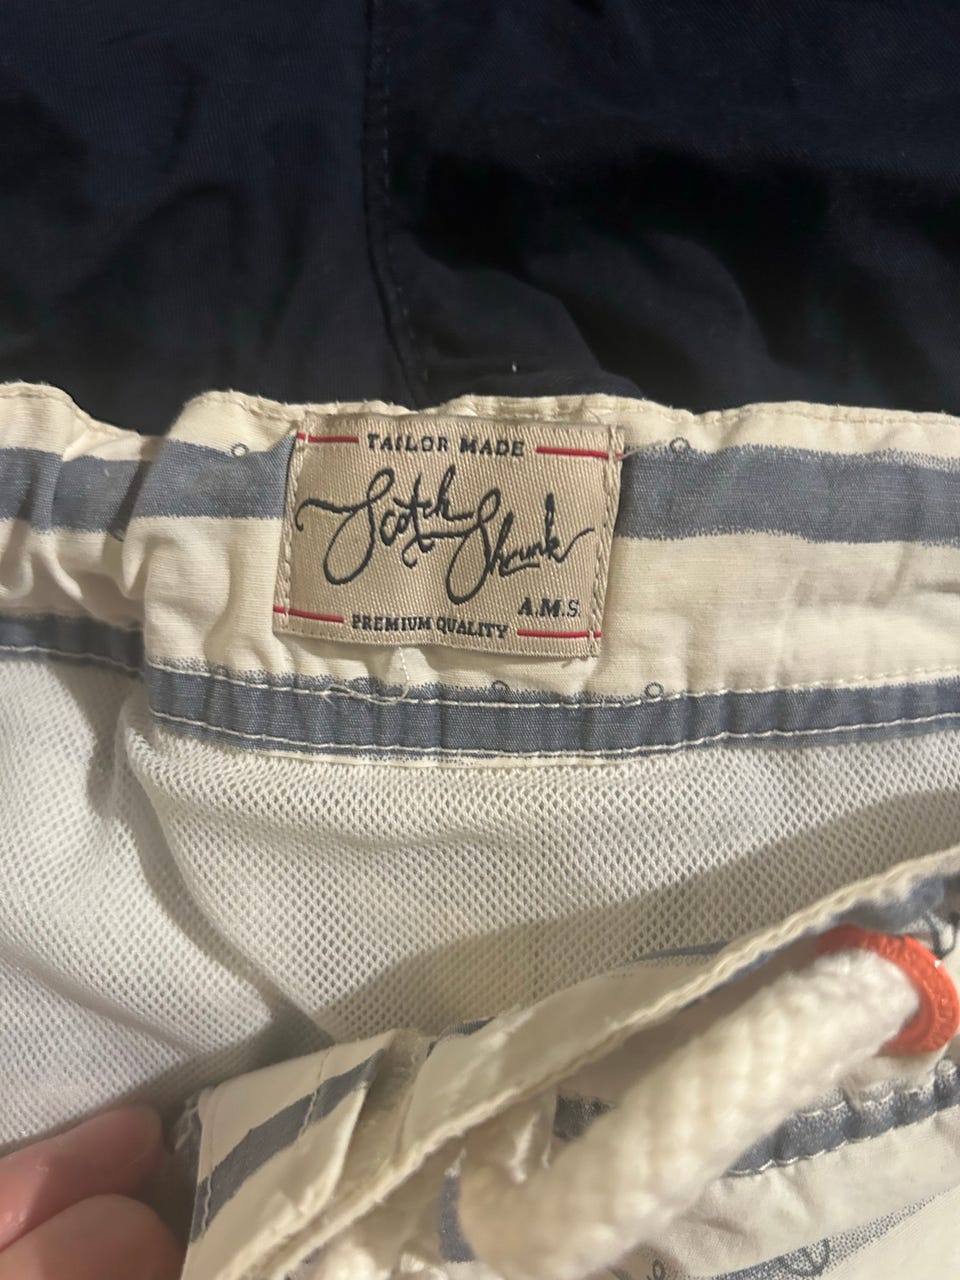 TAILOR MADE
Scotch Shrunk
A.M.S.
PREMIUM QUALITY